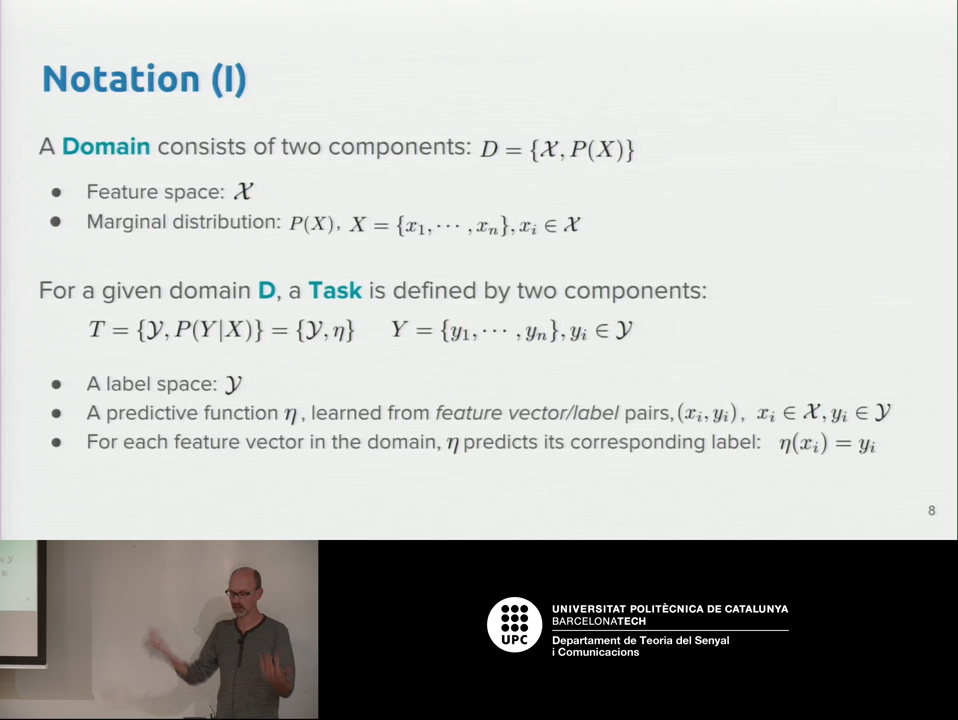 Notation (I)
A Domain consists of two components: D = {𝒳, P(X)}
● Feature space: 𝒳
● Marginal distribution: P(X), X = {x₁, ⋯ , xₙ}, xᵢ ∈ 𝒳
For a given domain D, a Task is defined by two components:
T = {𝒴, P(Y|X)} = {𝒴, η} Y = {y₁, ⋯ , yₙ}, yᵢ ∈ 𝒴
● A label space: 𝒴
● A predictive function η, learned from feature vector/label pairs, (xᵢ, yᵢ), xᵢ ∈ 𝒳, yᵢ ∈ 𝒴
● For each feature vector in the domain, η predicts its corresponding label: η(xᵢ) = yᵢ
8
UPC
UNIVERSITAT POLITÈCNICA DE CATALUNYA
BARCELONATECH
Departament de Teoria del Senyal
i Comunicacions